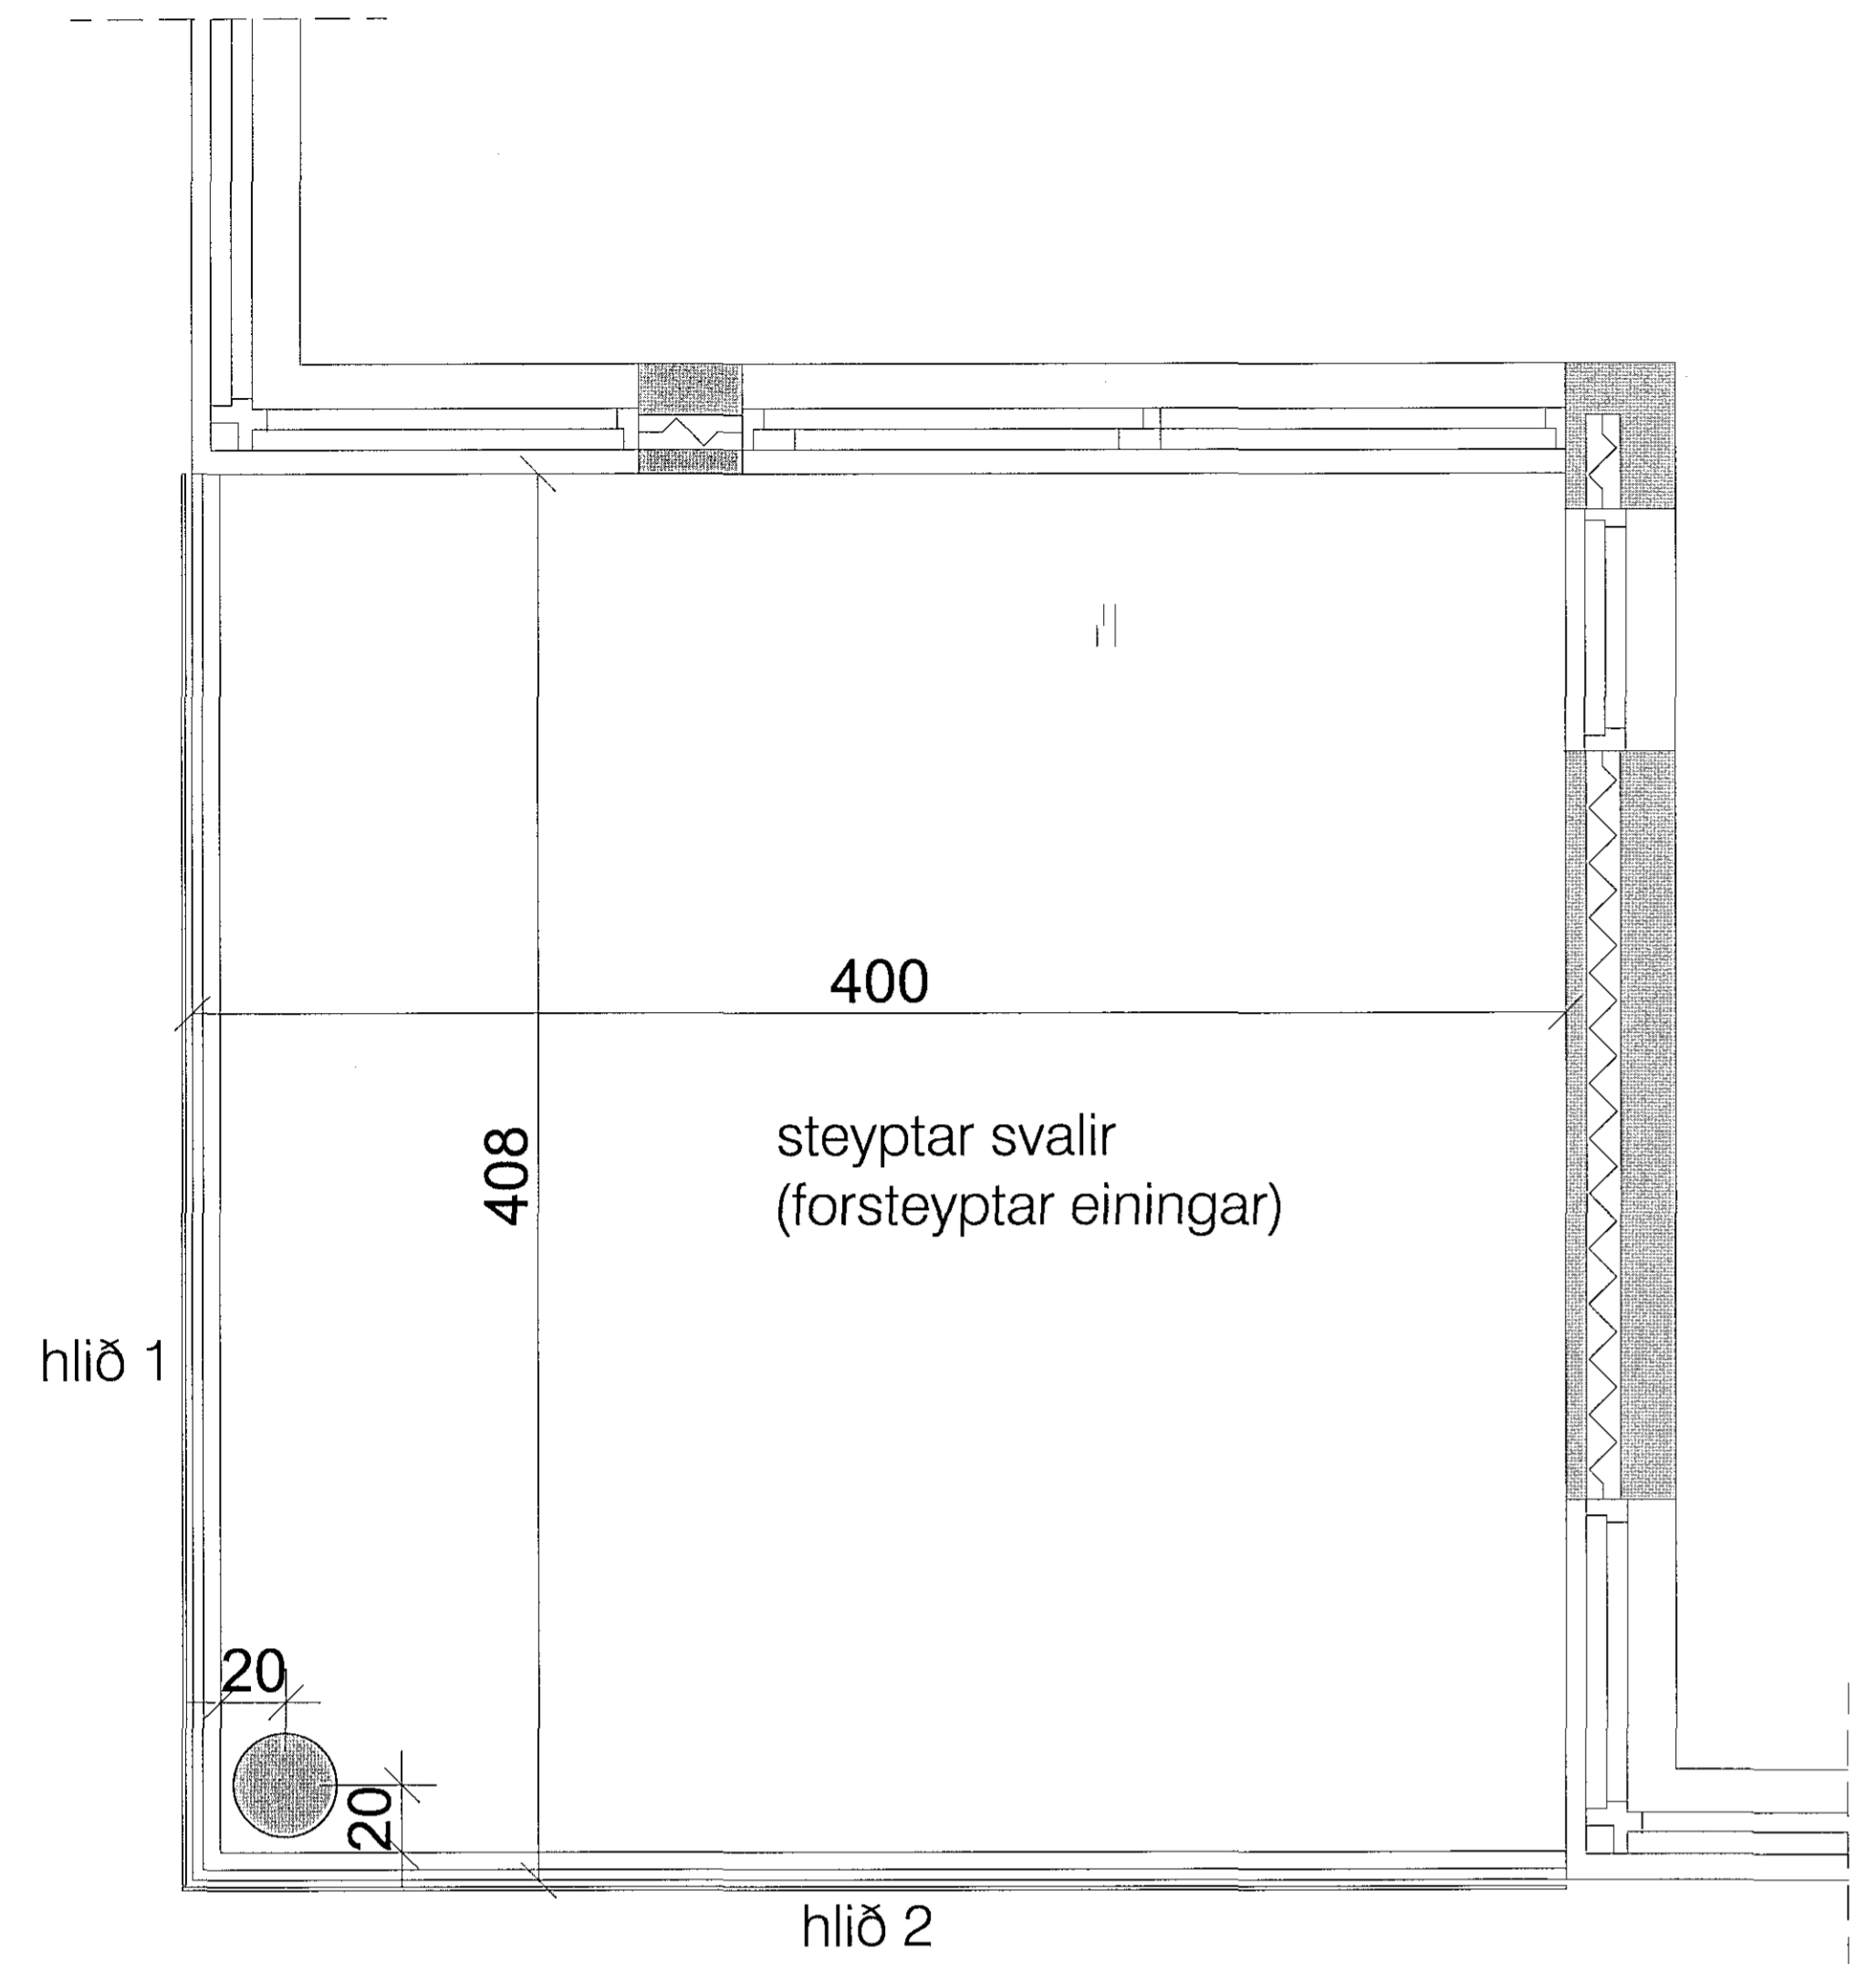 400
408
steyptar svalir
(forsteyptar einingar)
hlið 1
20
20
hlið 2